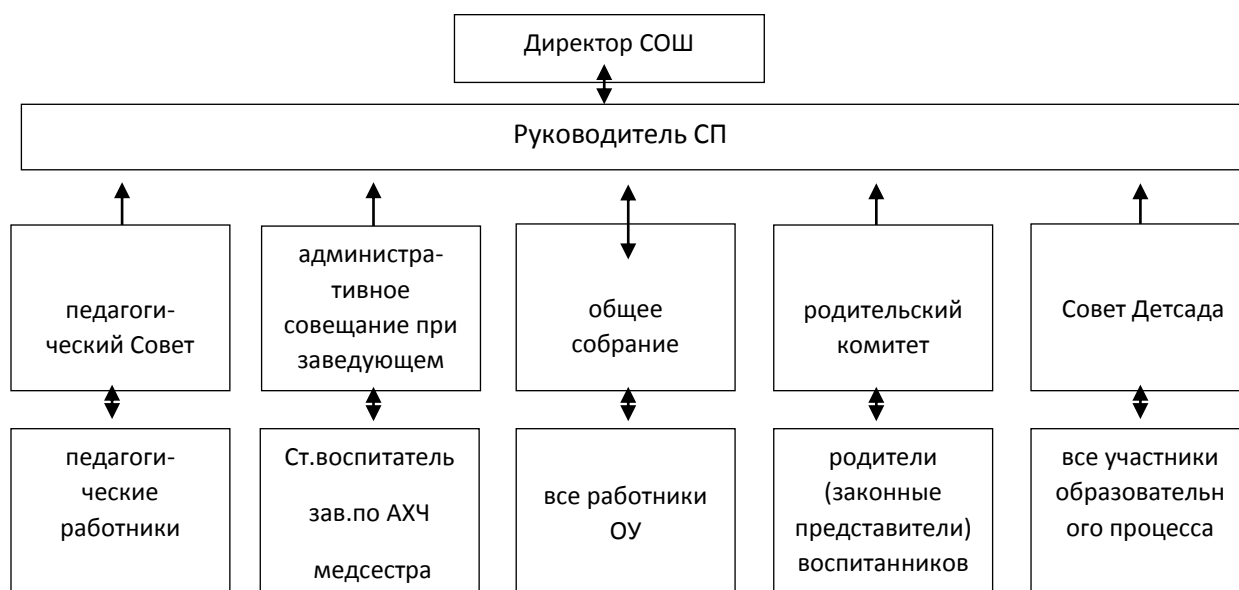 Директор СОШ
Руководитель СП
педагоги-
ческий Совет
администра-
тивное
совещание при
заведующем
общее
собрание
родительский
комитет
Совет Детсада
педагоги-
ческие
работники
Ст.воспитатель
зав.по АХЧ
медсестра
все работники
ОУ
родители
(законные
представители)
воспитанников
все участники
образовательн
ого процесса